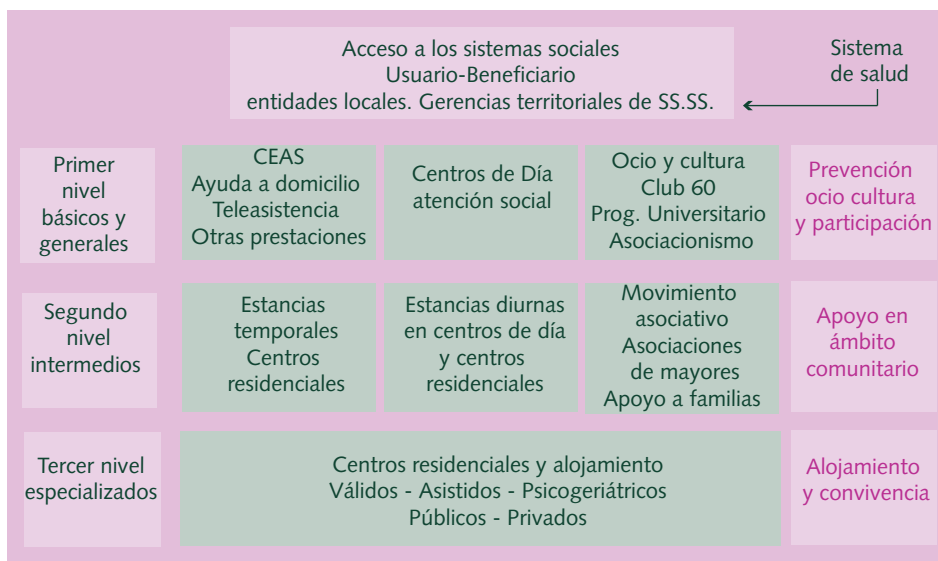 Acceso a los sistemas sociales
Usuario-Beneficiario
entidades locales. Gerencias territoriales de SS.SS.
Sistema
de salud
Primer
nivel
básicos y
generales
CEAS
Ayuda a domicilio
Teleasistencia
Otras prestaciones
Centros de Día
atención social
Ocio y cultura
Club 60
Prog. Universitario
Asociacionismo
Prevención
ocio cultura
y participación
Segundo
nivel
intermedios
Estancias
temporales
Centros
residenciales
Estancias diurnas
en centros de día
y centros
residenciales
Movimiento
asociativo
Asociaciones
de mayores
Apoyo a familias
Apoyo en
ámbito
comunitario
Tercer nivel
especializados
Centros residenciales y alojamiento
Válidos - Asistidos - Psicogeriátricos
Públicos - Privados
Alojamiento
y convivencia